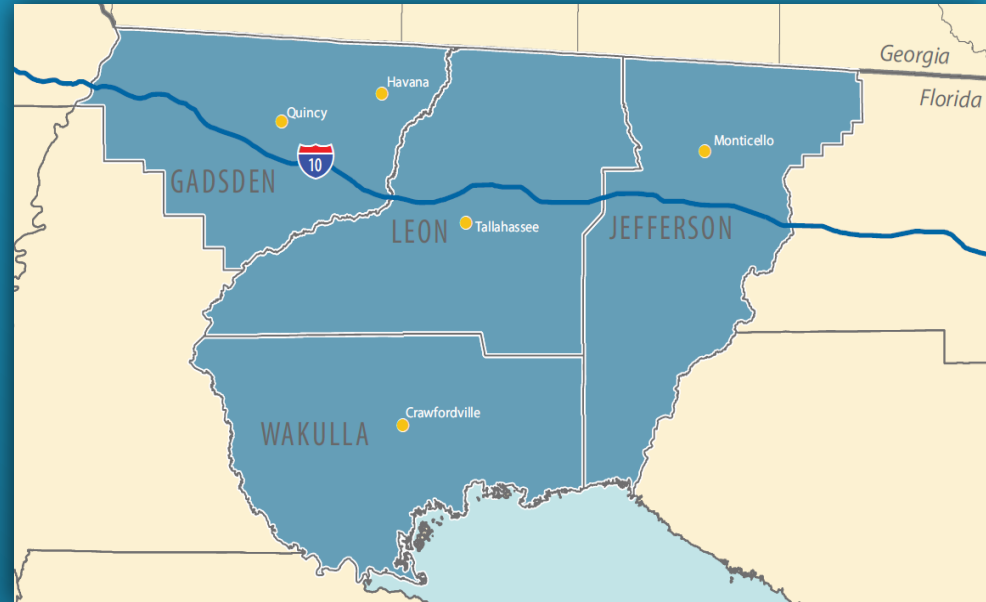 Georgia
Florida
Havana
Quincy
10
Monticello
GADSDEN
LEON
Tallahassee
JEFFERSON
Crawfordville
WAKULLA